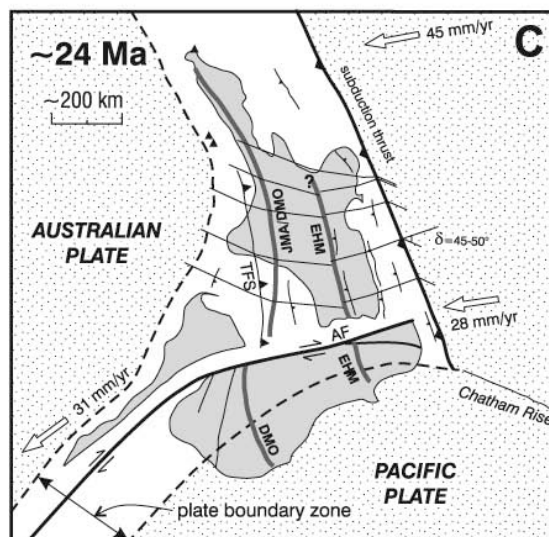 ~24 Ma
~200 km
45 mm/yr
C
subduction thrust
?
AUSTRALIAN
PLATE
JMA/DMO
EHM
δ=45-50°
TFS
28 mm/yr
AF
31 mm/yr
EHM
Chatham Rise
DMO
PACIFIC
PLATE
plate boundary zone